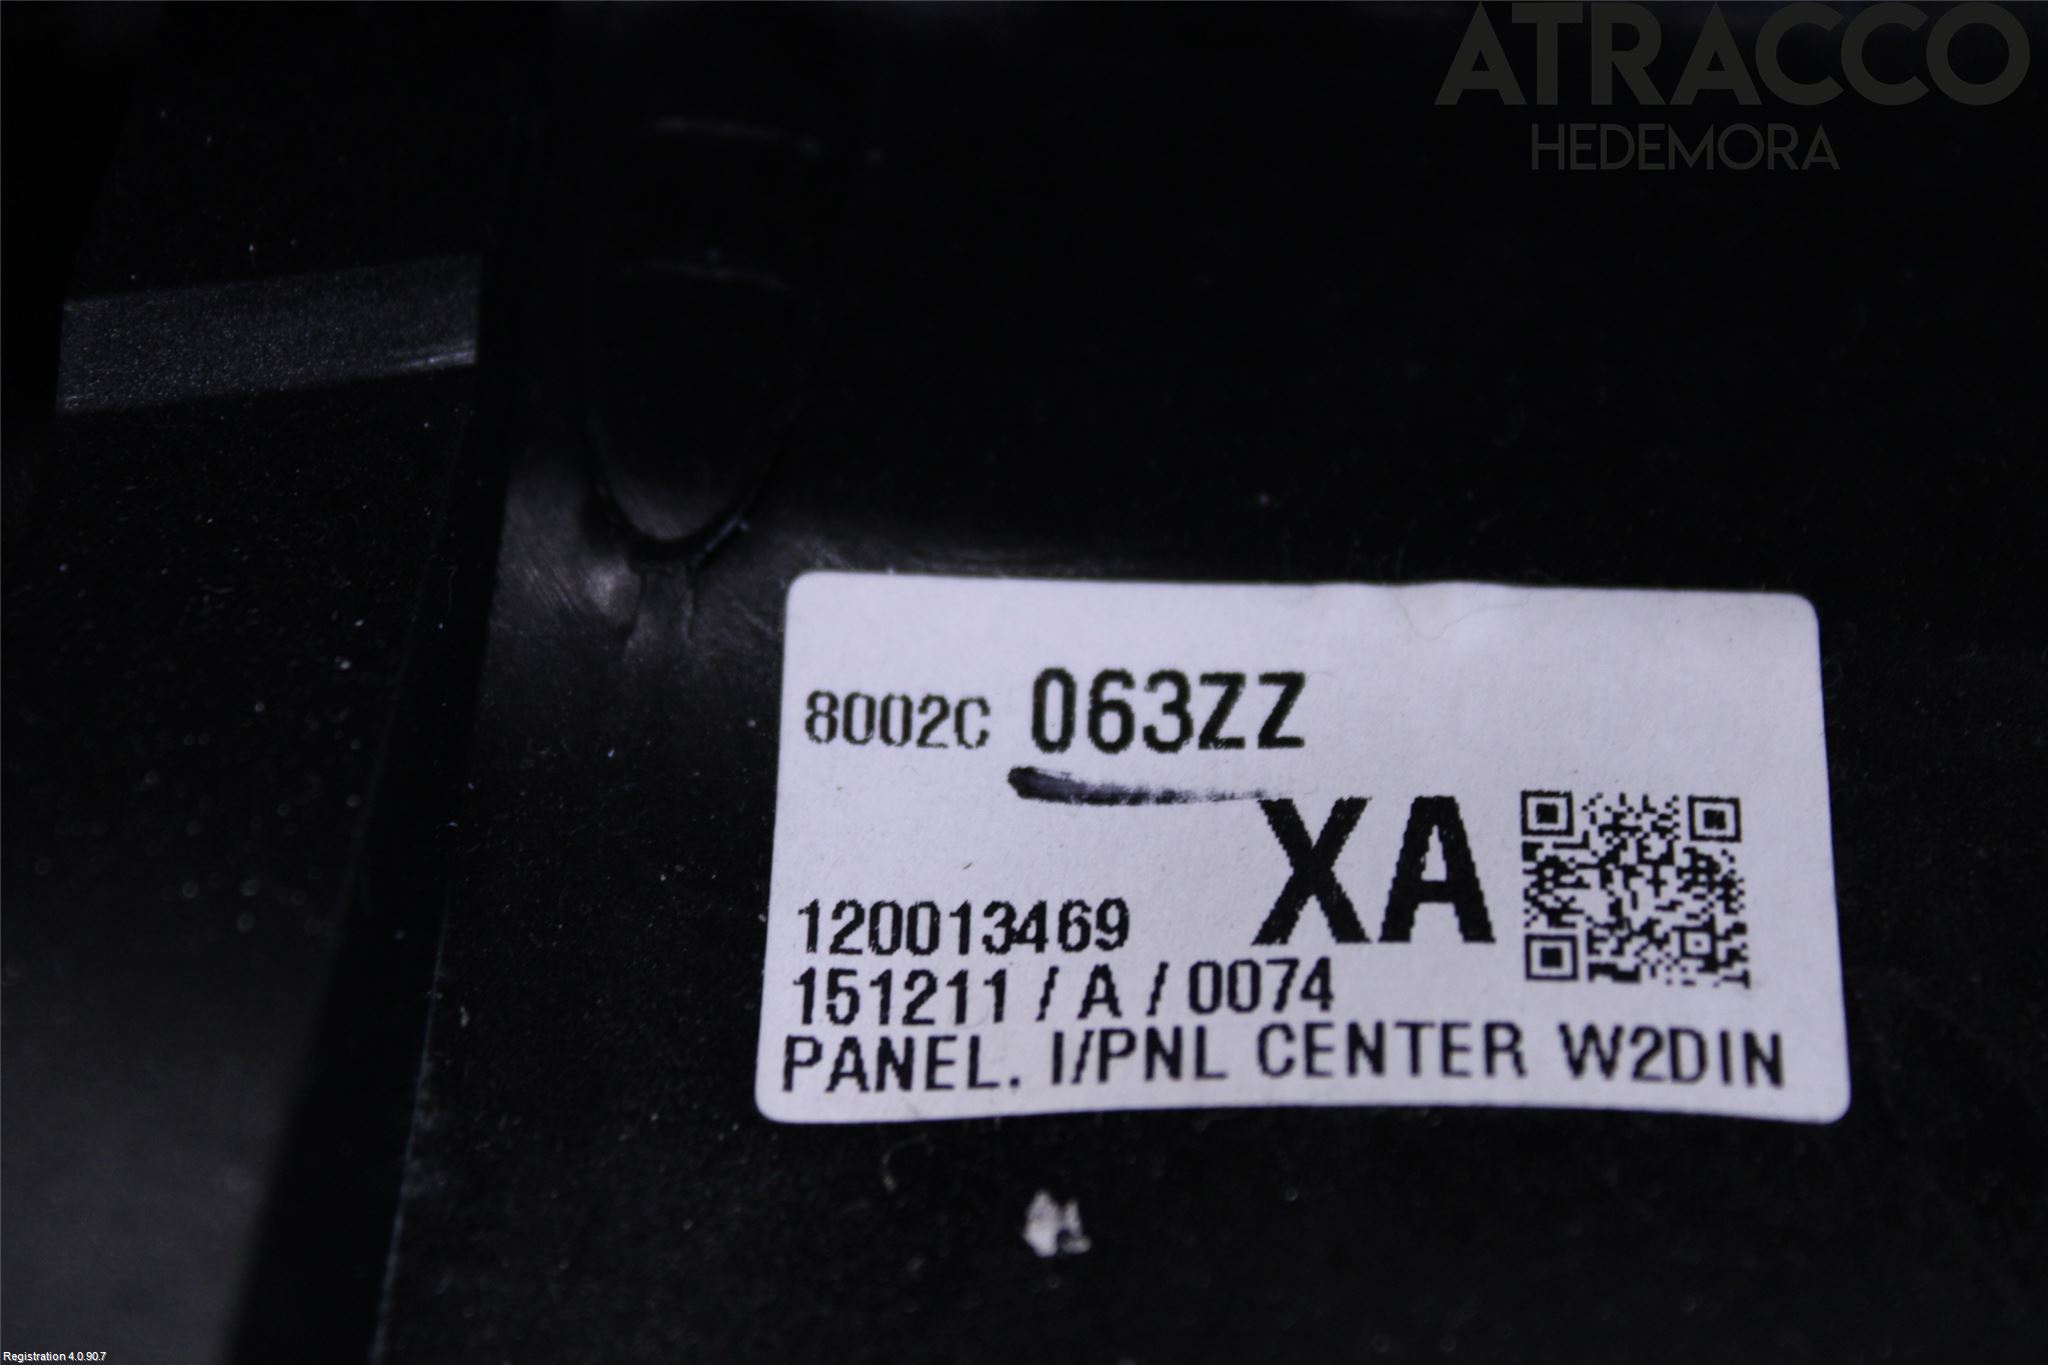 ATRACCO
HEDEMORA
8002C 063ZZ
XA
120013469
151211 / A / 0074
PANEL. I/PNL CENTER W2DIN
Registration 4.0.90.7